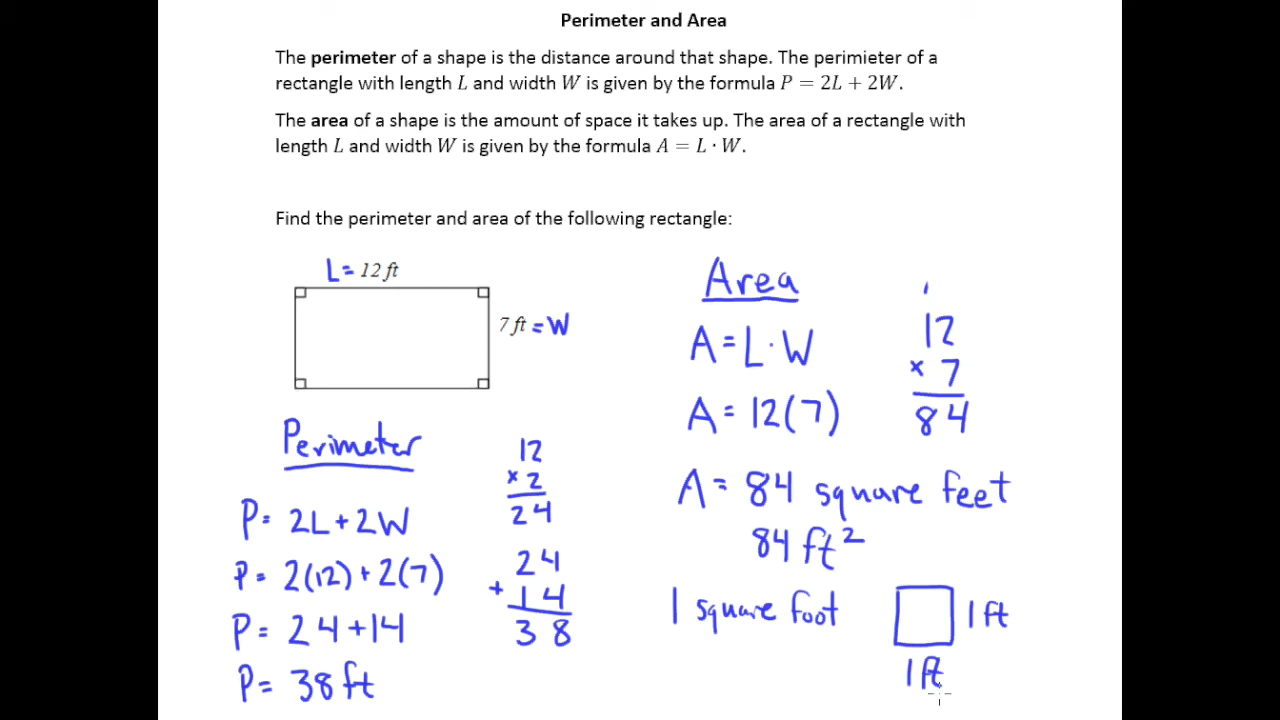 Perimeter and Area
The perimeter of a shape is the distance around that shape. The perimieter of a
rectangle with length L and width W is given by the formula P = 2L + 2W.
The area of a shape is the amount of space it takes up. The area of a rectangle with
length L and width W is given by the formula A = L · W.
Find the perimeter and area of the following rectangle:
L = 12 ft
7 ft = W
Perimeter
P = 2L + 2W
P = 2(12) + 2(7)
P = 24 + 14
P = 38 ft
12
× 2
24
24
+ 14
38
Area
A = L · W
A = 12(7)
A = 84 square feet
84 ft²
1
12
× 7
84
1 square foot
1 ft
1 ft